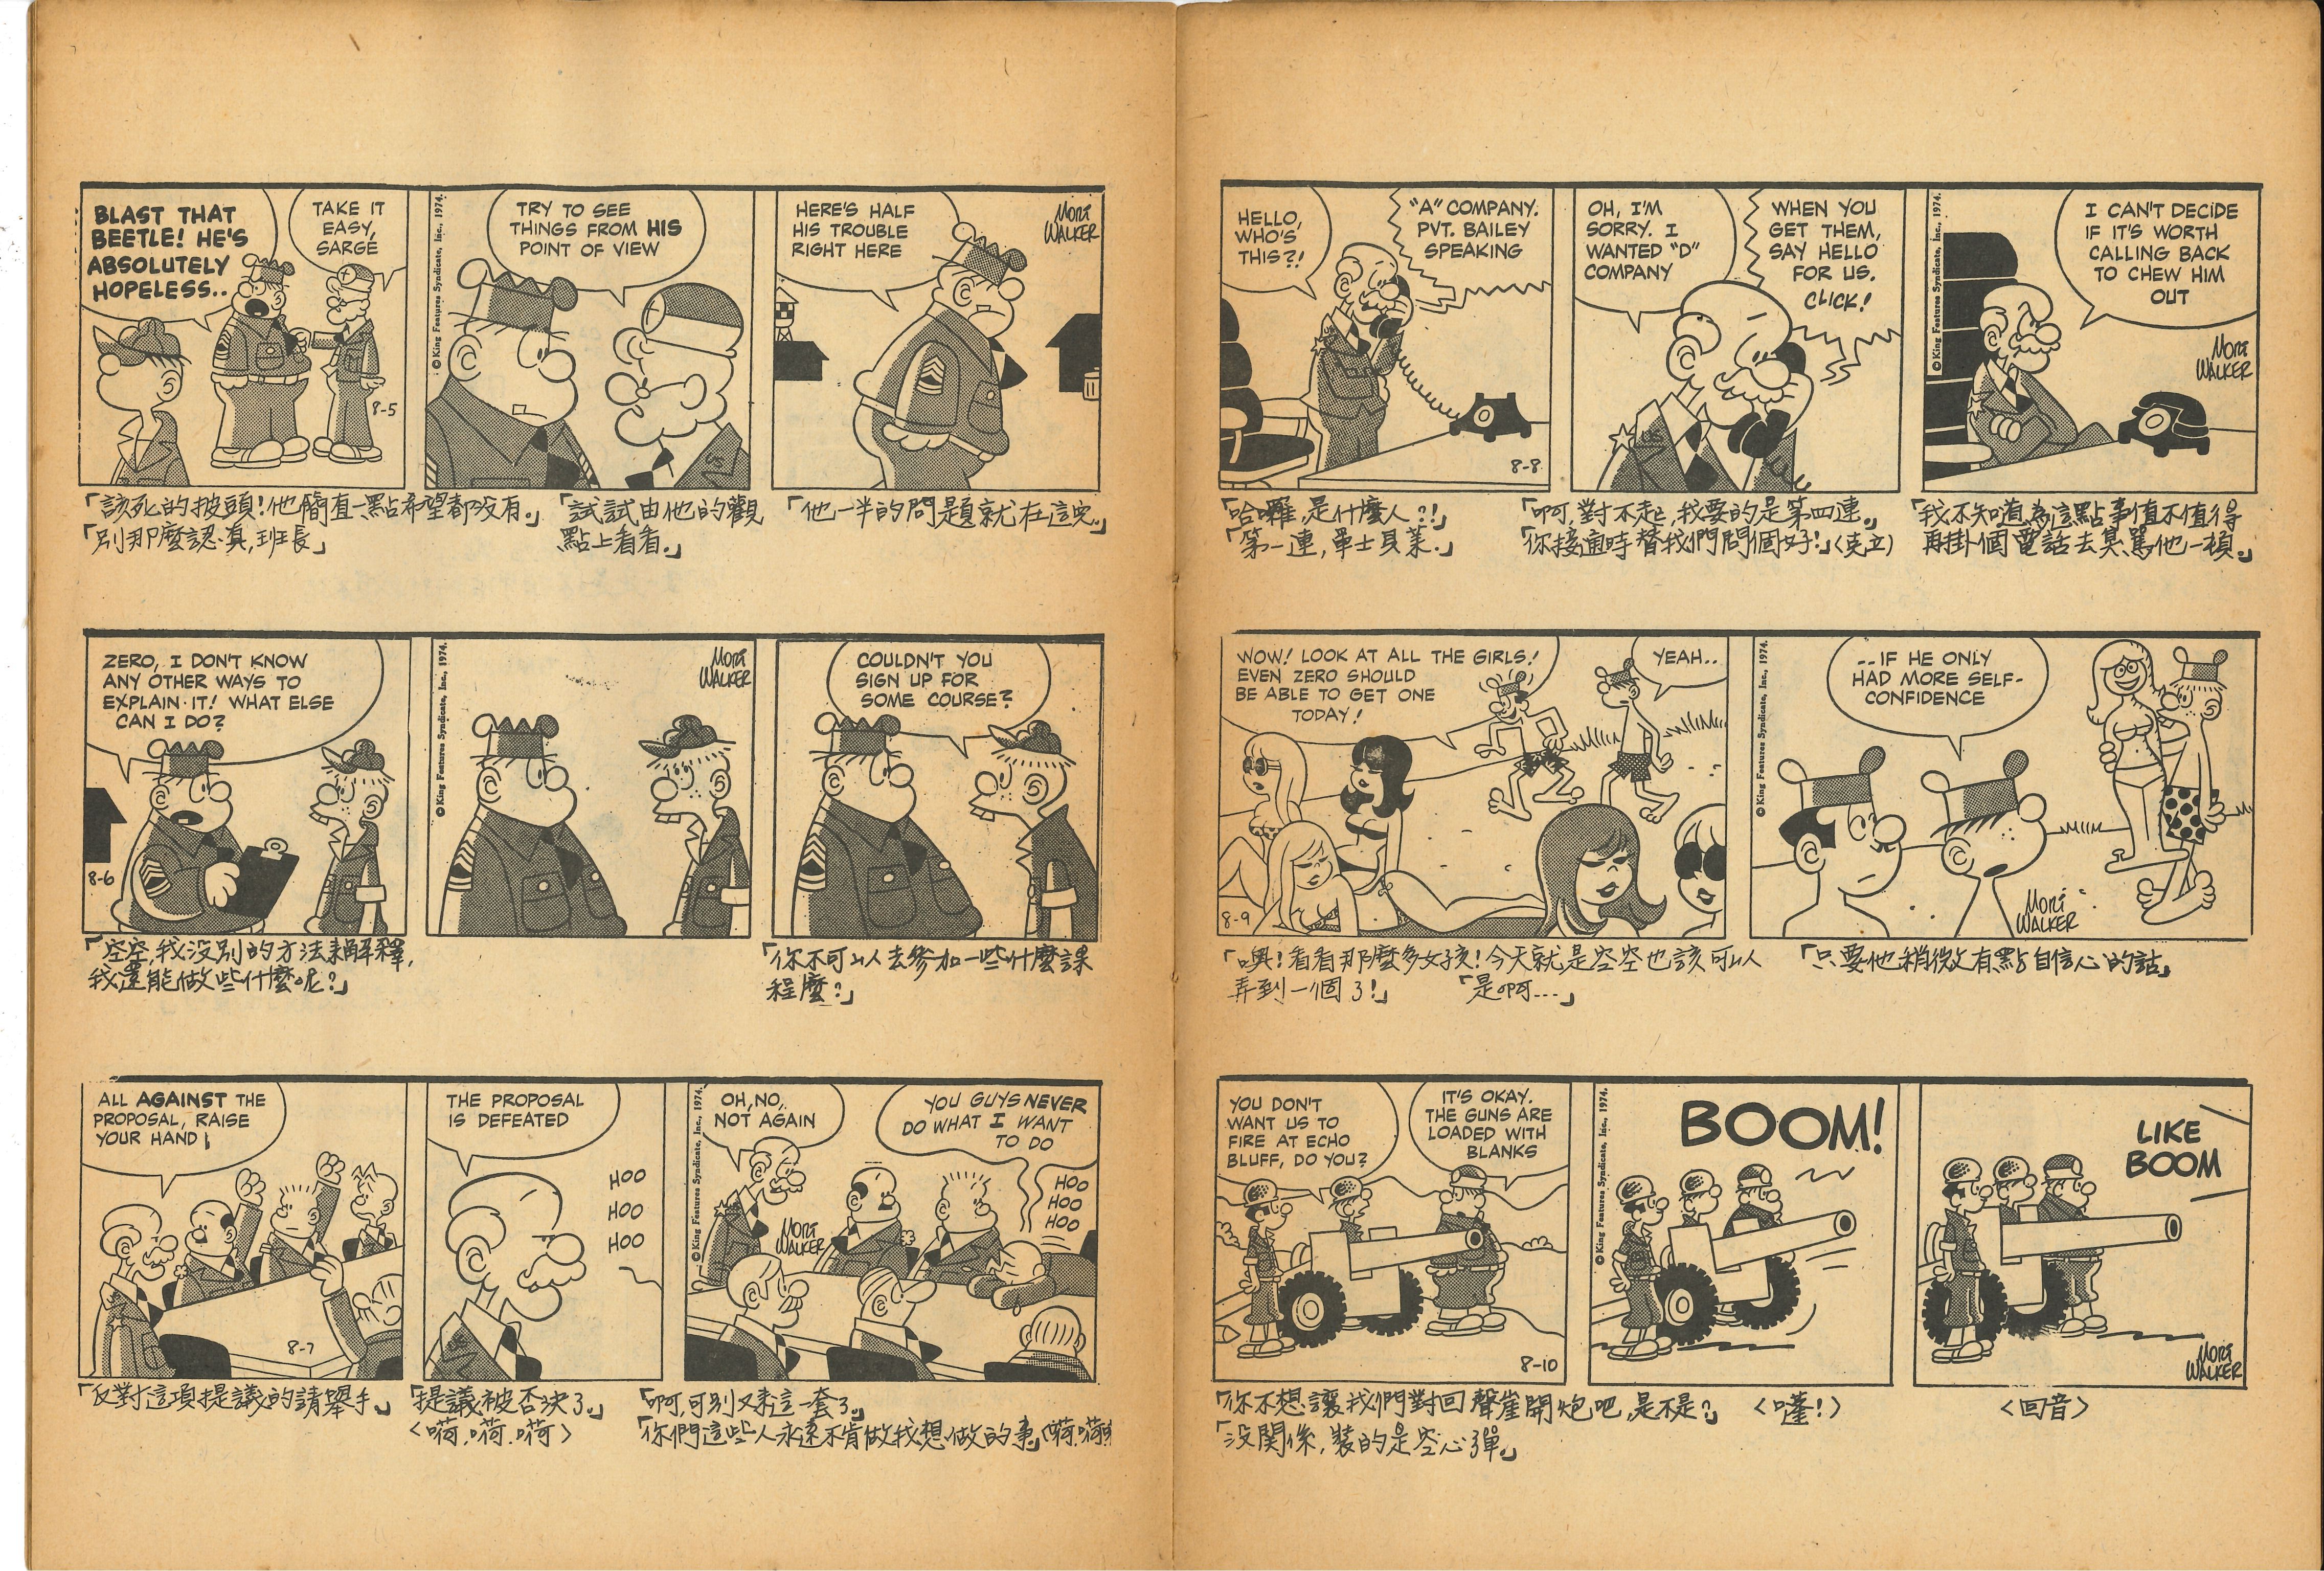 BLAST THAT
BEETLE! HE'S
ABSOLUTELY
HOPELESS..
TAKE IT
EASY,
SARGE
8-5
© King Features Syndicate, Inc., 1974.
TRY TO SEE
THINGS FROM HIS
POINT OF VIEW
HERE'S HALF
HIS TROUBLE
RIGHT HERE
MORT
WALKER
「該死的披頭!他簡直一點希望都没有。」
「別那麼認真,班長」
「試試由他的觀
點上看看。」
「他一半的問題就在這兒。」
ZERO, I DON'T KNOW
ANY OTHER WAYS TO
EXPLAIN IT! WHAT ELSE
CAN I DO?
8-6
© King Features Syndicate, Inc., 1974.
MORT
WALKER
COULDN'T YOU
SIGN UP FOR
SOME COURSE?
「空空,我没別的方法來解釋,
我還能做些什麼呢?」
「你不可以去參加一些什麼課
程麼?」
ALL AGAINST THE
PROPOSAL, RAISE
YOUR HAND!
8-7
THE PROPOSAL
IS DEFEATED
HOO
HOO
HOO
© King Features Syndicate, Inc., 1974.
OH, NO,
NOT AGAIN
MORT
WALKER
YOU GUYS NEVER
DO WHAT I WANT
TO DO
HOO
HOO
HOO
「反對這項提議的請舉手。」
「提議被否決了。」
〈嗬.嗬.嗬〉
「啊,可別又來這一套了。」
「你們這些人永遠不肯做我想做的事。」〈嗬.嗬
HELLO,
WHO'S
THIS?!
"A" COMPANY.
PVT. BAILEY
SPEAKING
8-8
OH, I'M
SORRY. I
WANTED "D"
COMPANY
WHEN YOU
GET THEM,
SAY HELLO
FOR US.
CLICK!
© King Features Syndicate, Inc., 1974.
I CAN'T DECIDE
IF IT'S WORTH
CALLING BACK
TO CHEW HIM
OUT
MORT
WALKER
「哈囉,是什麼人?!」
「第一連,單士貝萊.」
「啊,對不起,我要的是第四連。」
「你接通時替我們問個好!」〈克立〉
「我不知道為這點事值不值得
再掛個電話去臭罵他一頓。」
WOW! LOOK AT ALL THE GIRLS!
EVEN ZERO SHOULD
BE ABLE TO GET ONE
TODAY!
YEAH..
8-9
© King Features Syndicate, Inc., 1974.
--IF HE ONLY
HAD MORE SELF-
CONFIDENCE
MORT
WALKER
「噢!看看那麼多女孩!今天就是空空也該可以
弄到一個了!」
「是啊...」
「只要他稍微有點自信心的話」
YOU DON'T
WANT US TO
FIRE AT ECHO
BLUFF, DO YOU?
IT'S OKAY.
THE GUNS ARE
LOADED WITH
BLANKS
8-10
© King Features Syndicate, Inc., 1974.
BOOM!
LIKE
BOOM
MORT
WALKER
「你不想讓我們對回聲崖開炮吧,是不是?」
「没関係,裝的是空心彈。」
〈蓬!〉
〈回音〉